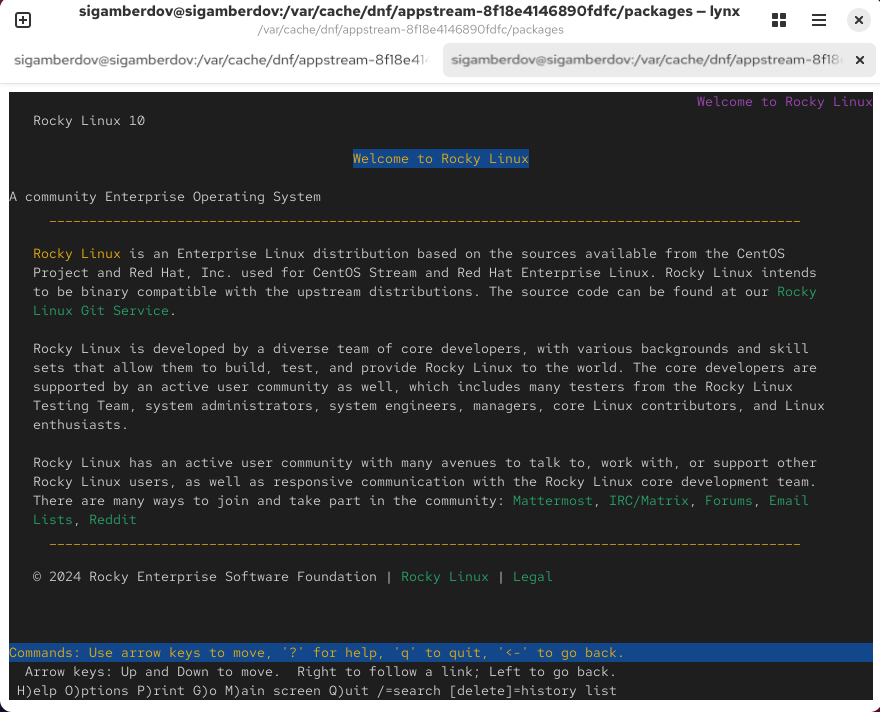 sigamberdov@sigamberdov:/var/cache/dnf/appstream-8f18e4146890fdfc/packages — lynx
/var/cache/dnf/appstream-8f18e4146890fdfc/packages
sigamberdov@sigamberdov:/var/cache/dnf/appstream-8f18e41 sigamberdov@sigamberdov:/var/cache/dnf/appstream-8f18
Welcome to Rocky Linux
Rocky Linux 10
Welcome to Rocky Linux
A community Enterprise Operating System
Rocky Linux is an Enterprise Linux distribution based on the sources available from the CentOS
Project and Red Hat, Inc. used for CentOS Stream and Red Hat Enterprise Linux. Rocky Linux intends
to be binary compatible with the upstream distributions. The source code can be found at our Rocky
Linux Git Service.
Rocky Linux is developed by a diverse team of core developers, with various backgrounds and skill
sets that allow them to build, test, and provide Rocky Linux to the world. The core developers are
supported by an active user community as well, which includes many testers from the Rocky Linux
Testing Team, system administrators, system engineers, managers, core Linux contributors, and Linux
enthusiasts.
Rocky Linux has an active user community with many avenues to talk to, work with, or support other
Rocky Linux users, as well as responsive communication with the Rocky Linux core development team.
There are many ways to join and take part in the community: Mattermost, IRC/Matrix, Forums, Email
Lists, Reddit
© 2024 Rocky Enterprise Software Foundation | Rocky Linux | Legal
Commands: Use arrow keys to move, '?' for help, 'q' to quit, '<-' to go back.
Arrow keys: Up and Down to move.  Right to follow a link; Left to go back.
H)elp O)ptions P)rint G)o M)ain screen Q)uit /=search [delete]=history list